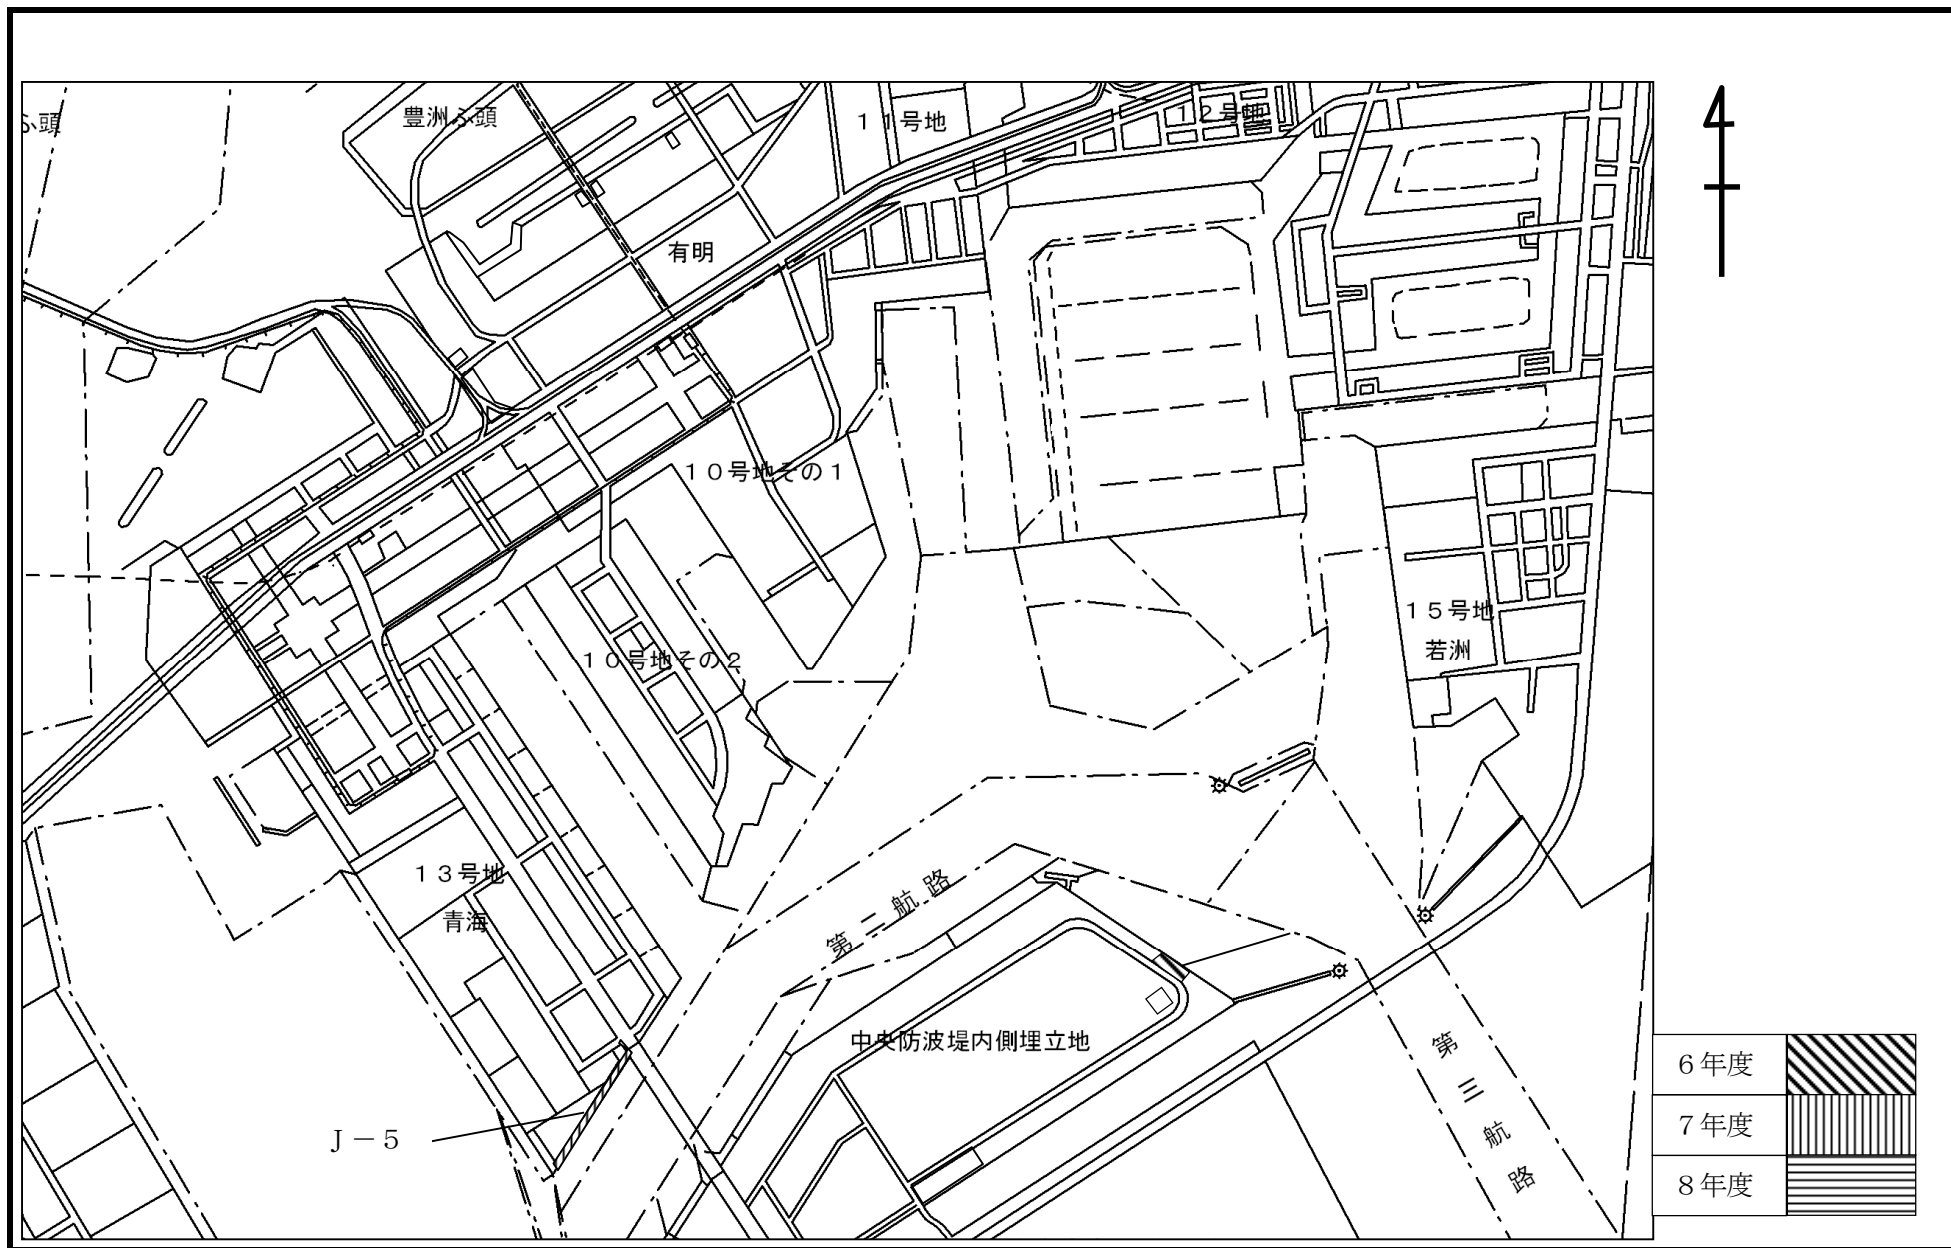 ふ頭
豊洲ふ頭
１１号地
１２号地
有明
１０号地その１
１５号地
若洲
１０号地その２
１３号地
青海
第二航路
中央防波堤内側埋立地
第三航路
Ｊ－５
６年度
７年度
８年度